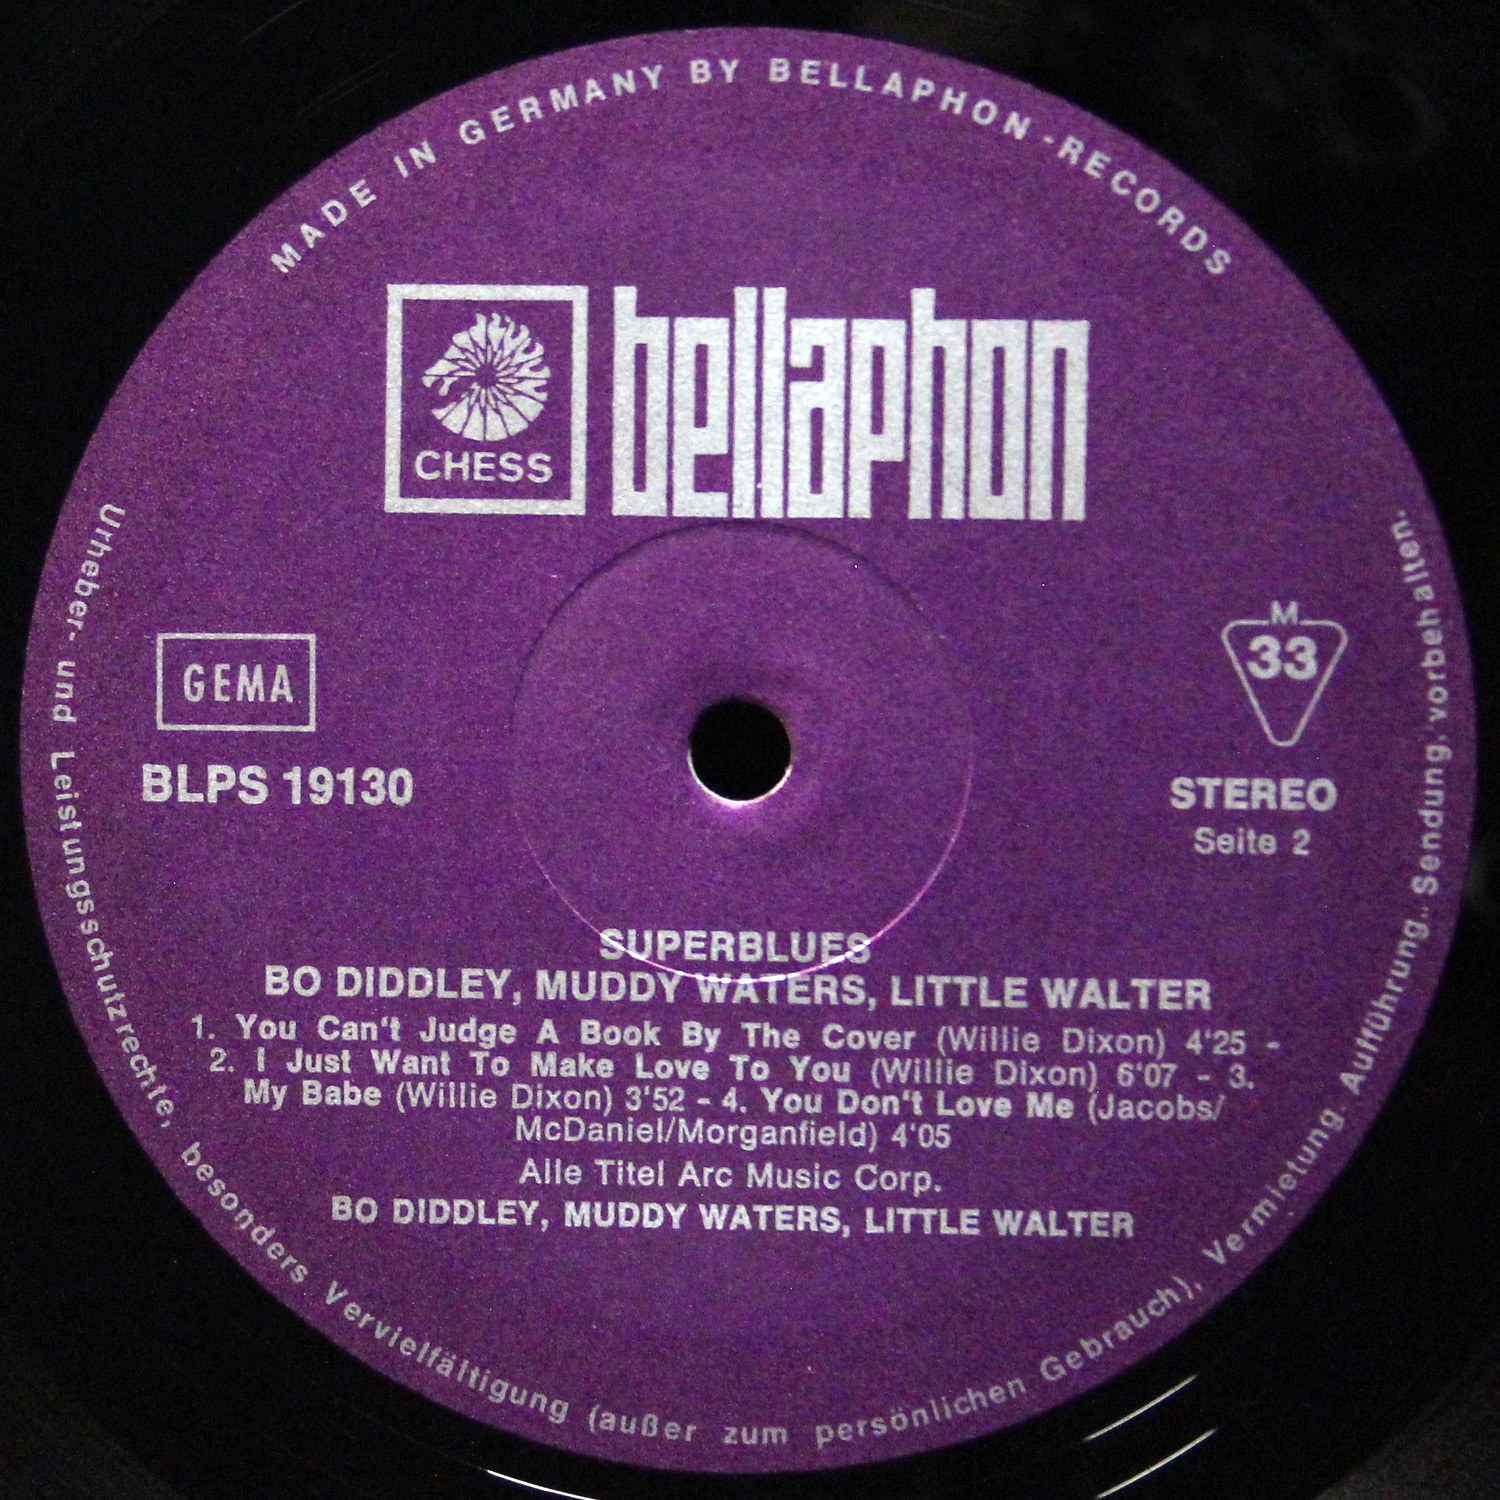 MADE IN GERMANY BY BELLAPHON-RECORDS
CHESS
bellaphon
GEMA
BLPS 19130
M
33
STEREO
Seite 2
SUPERBLUES
BO DIDDLEY, MUDDY WATERS, LITTLE WALTER
1. You Can't Judge A Book By The Cover (Willie Dixon) 4'25 -
2. I Just Want To Make Love To You (Willie Dixon) 6'07 - 3.
My Babe (Willie Dixon) 3'52 - 4. You Don't Love Me (Jacobs/
McDaniel/Morganfield) 4'05
Alle Titel Arc Music Corp.
BO DIDDLEY, MUDDY WATERS, LITTLE WALTER
Urheber- und Leistungsschutzrechte, besonders Vervielfältigung (außer zum persönlichen Gebrauch), Vermietung. Aufführung.. Sendung, vorbehalten.